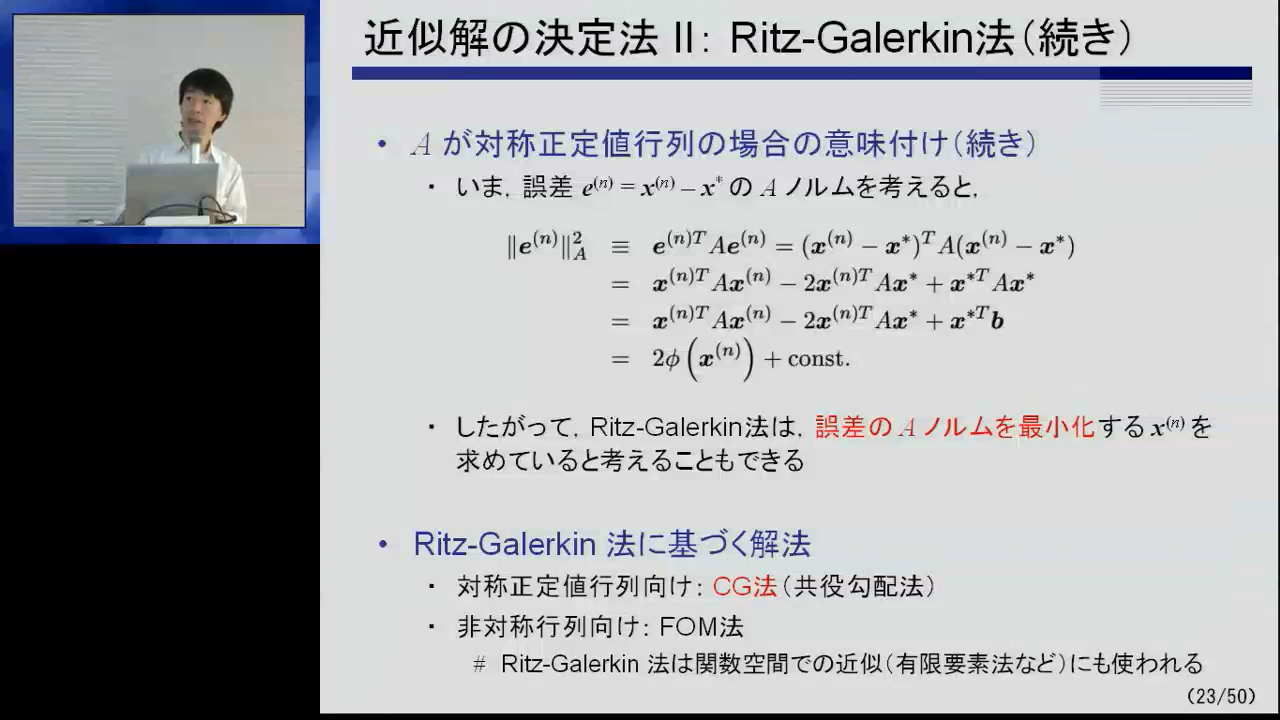 近似解の決定法 II： Ritz-Galerkin法（続き）
• A が対称正定値行列の場合の意味付け（続き）
・ いま，誤差 e^(n) = x^(n) – x^* の A ノルムを考えると，
‖e^(n)‖_A^2 ≡ e^(n)T Ae^(n) = (x^(n) − x^*)^T A(x^(n) − x^*)
= x^(n)T Ax^(n) − 2x^(n)T Ax^* + x^*T Ax^*
= x^(n)T Ax^(n) − 2x^(n)T Ax^* + x^*T b
= 2ϕ(x^(n)) + const.
・ したがって，Ritz-Galerkin法は，誤差の A ノルムを最小化する x^(n) を
求めていると考えることもできる
• Ritz-Galerkin 法に基づく解法
・ 対称正定値行列向け： CG法（共役勾配法）
・ 非対称行列向け： FOM法
# Ritz-Galerkin 法は関数空間での近似（有限要素法など）にも使われる
(23/50)